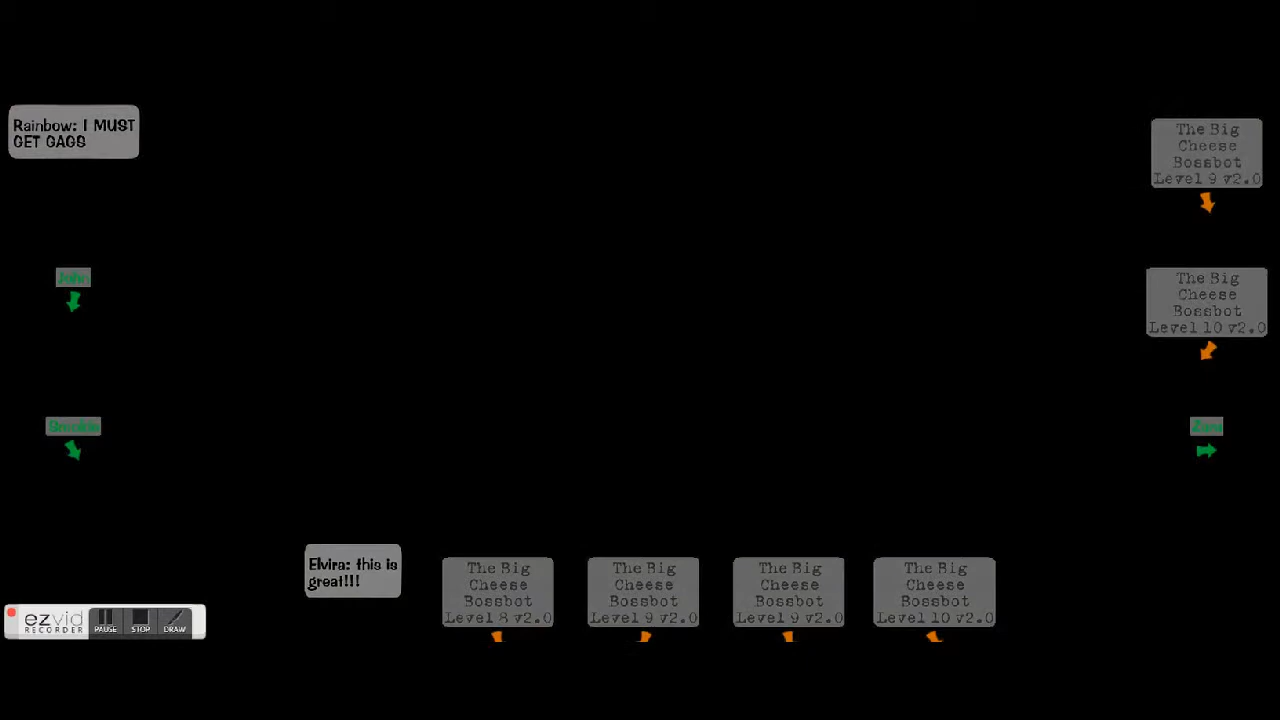 Rainbow: I MUST
GET GAGS
The Big
Cheese
Bossbot
Level 9 v2.0
John
The Big
Cheese
Bossbot
Level 10 v2.0
Zara
Elvira: this is
great!!!
The Big
Cheese
Bossbot
Level 8 v2.0
The Big
Cheese
Bossbot
Level 9 v2.0
The Big
Cheese
Bossbot
Level 9 v2.0
The Big
Cheese
Bossbot
Level 10 v2.0
ezvid
RECORDER
PAUSE
STOP
DRAW